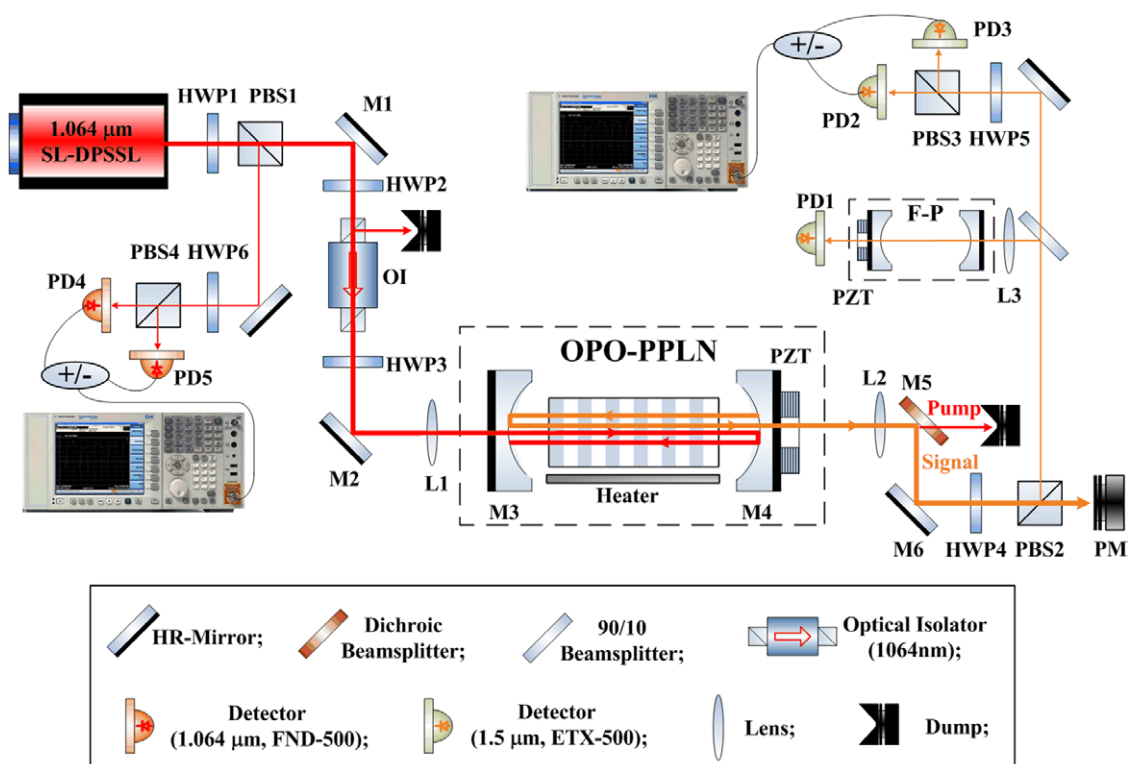 PD3
+/-
HWP1 PBS1
M1
1.064 μm
SL-DPSSL
PD2
PBS3 HWP5
HWP2
PD1
F-P
PBS4 HWP6
OI
PD4
PZT
L3
HWP3
OPO-PPLN
PZT
+/-
PD5
L2
M5
Pump
Signal
M2
L1
Heater
M3
M4
M6
HWP4
PBS2
PM
HR-Mirror;
Dichroic
Beamsplitter;
90/10
Beamsplitter;
Optical Isolator
(1064nm);
Detector
(1.064 μm, FND-500);
Detector
(1.5 μm, ETX-500);
Lens;
Dump;